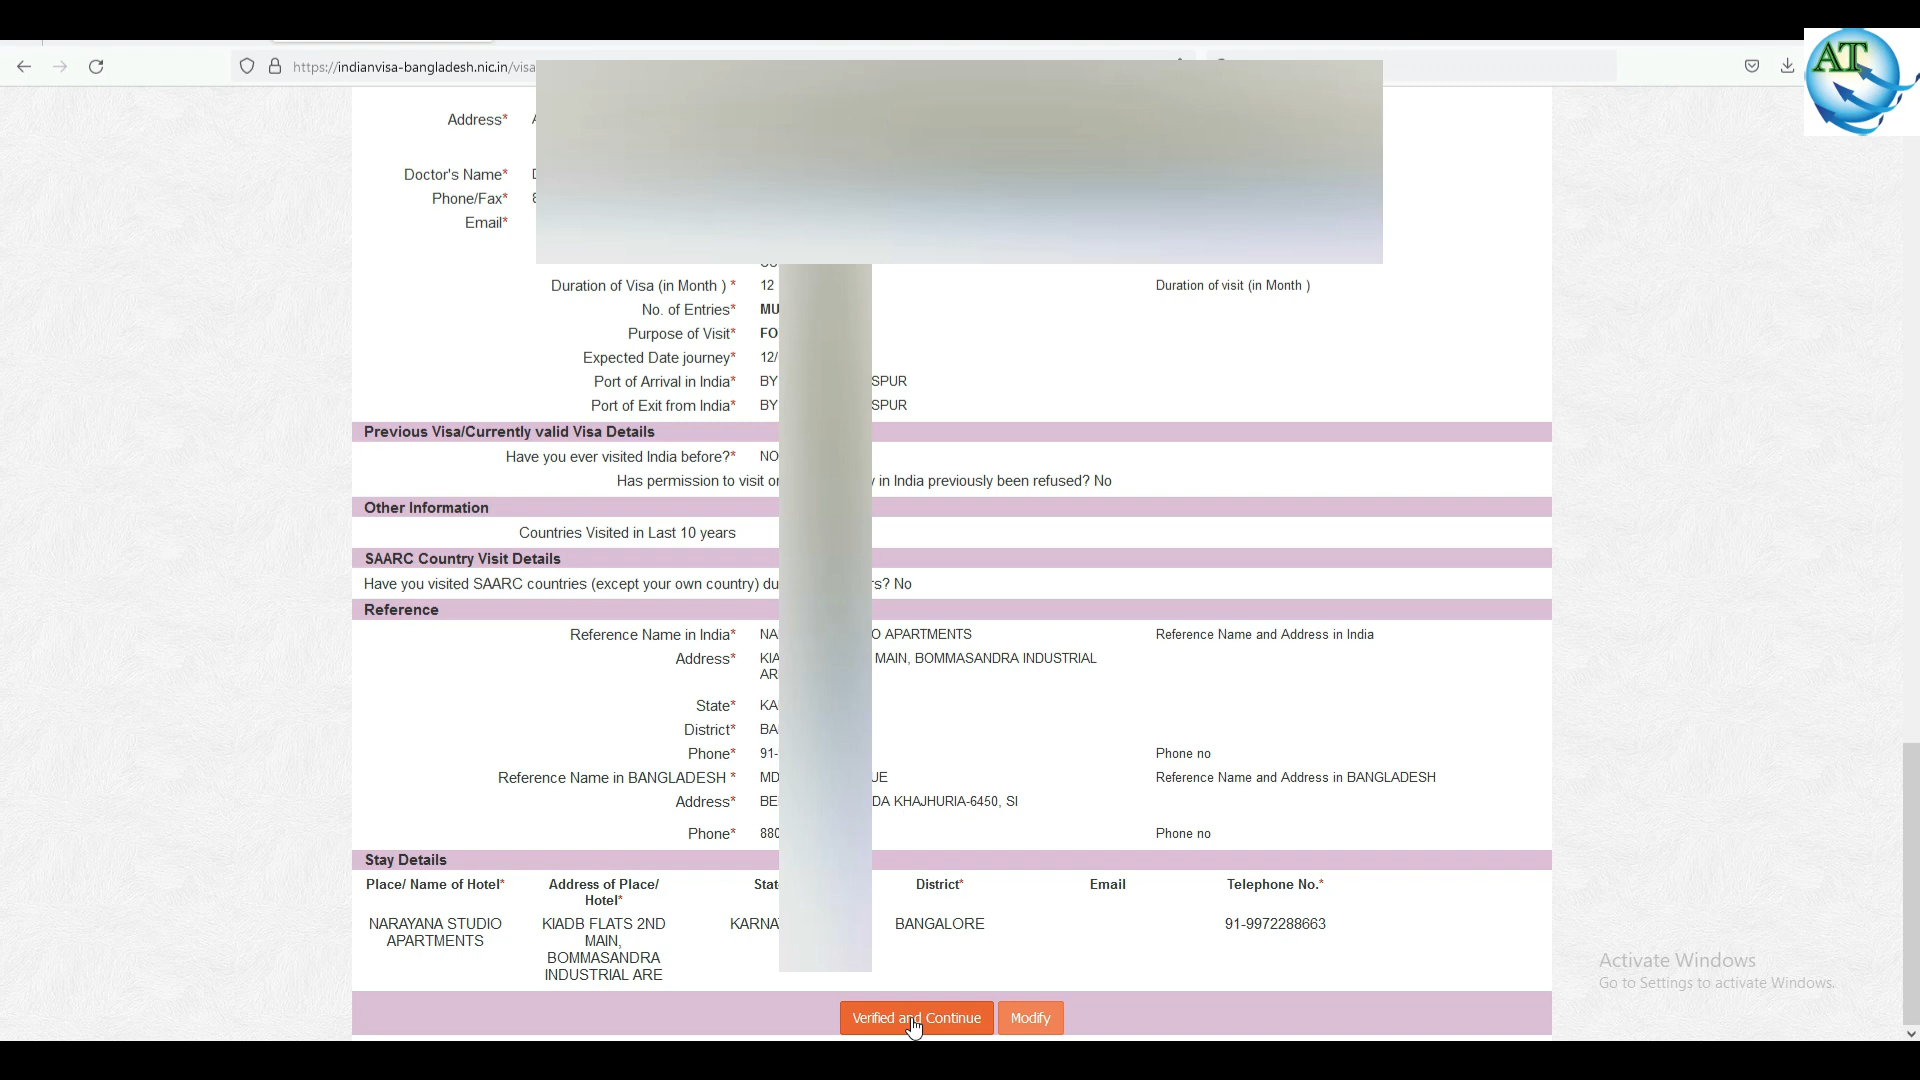 AT
https://indianvisa-bangladesh.nic.in/visa
Address*
Doctor's Name*
Phone/Fax*
Email*
Duration of Visa (in Month ) * 12 Duration of visit (in Month )
No. of Entries* MU
Purpose of Visit* FO
Expected Date journey* 12/
Port of Arrival in India* BY SPUR
Port of Exit from India* BY SPUR
Previous Visa/Currently valid Visa Details
Have you ever visited India before?* NO
Has permission to visit or in India previously been refused? No
Other Information
Countries Visited in Last 10 years
SAARC Country Visit Details
Have you visited SAARC countries (except your own country) du rs? No
Reference
Reference Name in India* NA O APARTMENTS Reference Name and Address in India
Address* KIA MAIN, BOMMASANDRA INDUSTRIAL
AR
State* KA
District* BA
Phone* 91- Phone no
Reference Name in BANGLADESH * MD UE Reference Name and Address in BANGLADESH
Address* BE DA KHAJHURIA-6450, SI
Phone* 880 Phone no
Stay Details
Place/ Name of Hotel* Address of Place/ Stat District* Email Telephone No.*
Hotel*
NARAYANA STUDIO KIADB FLATS 2ND KARNA BANGALORE 91-9972288663
APARTMENTS MAIN,
BOMMASANDRA
INDUSTRIAL ARE
Activate Windows
Go to Settings to activate Windows.
Verified and Continue Modify